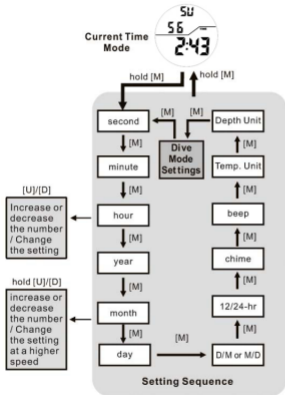 SU
56
2:43
Current Time
Mode
hold [M]
hold [M]
second
[M]
[M]
Depth Unit
Dive
Mode
Settings
[M]
[M]
minute
Temp. Unit
[U]/[D]
Increase or
decrease
the number
/ Change
the setting
[M]
[M]
hour
beep
[M]
[M]
year
chime
hold [U]/[D]
increase or
decrease
the number
/ Change
the setting
at a higher
speed
[M]
[M]
month
12/24-hr
[M]
[M]
[M]
day
D/M or M/D
Setting Sequence